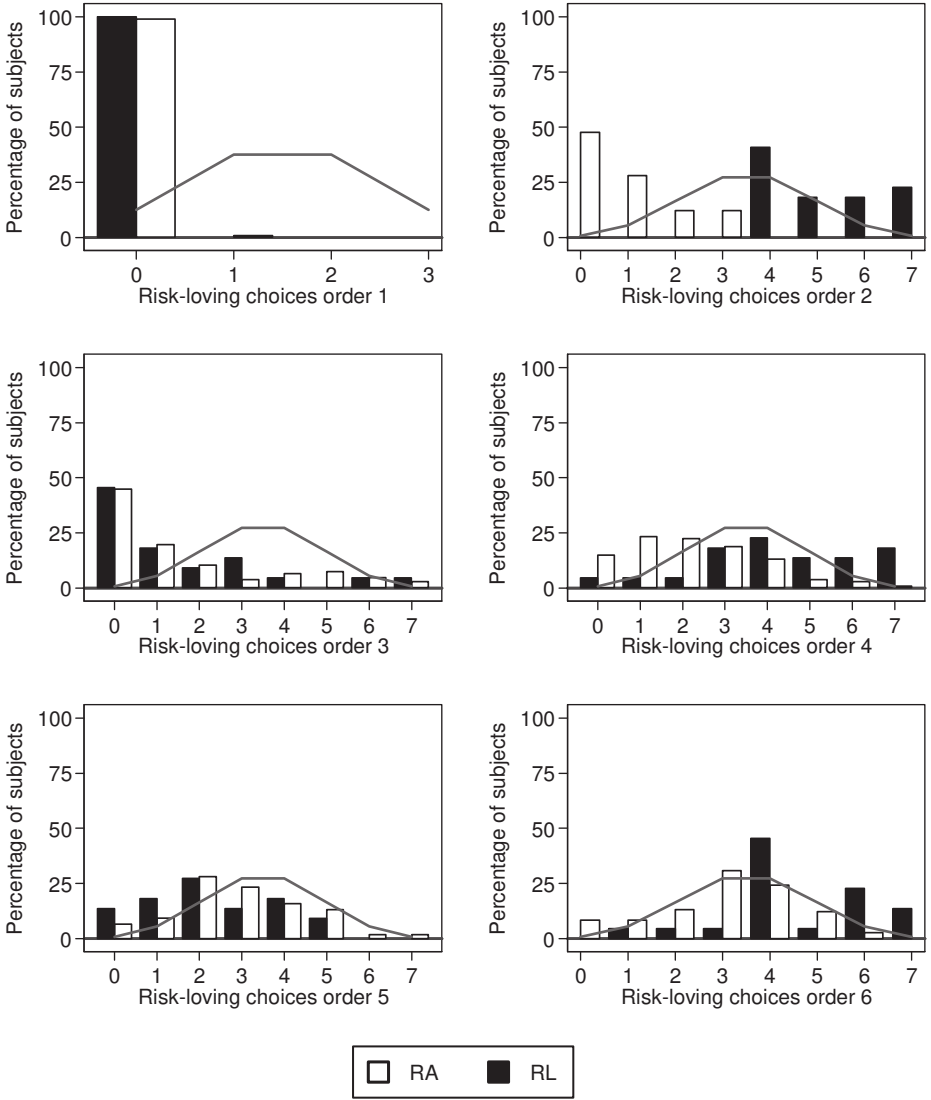 Percentage of subjects
100
75
50
25
0
0 1 2 3
Risk-loving choices order 1
Percentage of subjects
100
75
50
25
0
0 1 2 3 4 5 6 7
Risk-loving choices order 2
Percentage of subjects
100
75
50
25
0
0 1 2 3 4 5 6 7
Risk-loving choices order 3
Percentage of subjects
100
75
50
25
0
0 1 2 3 4 5 6 7
Risk-loving choices order 4
Percentage of subjects
100
75
50
25
0
0 1 2 3 4 5 6 7
Risk-loving choices order 5
Percentage of subjects
100
75
50
25
0
0 1 2 3 4 5 6 7
Risk-loving choices order 6
RA RL